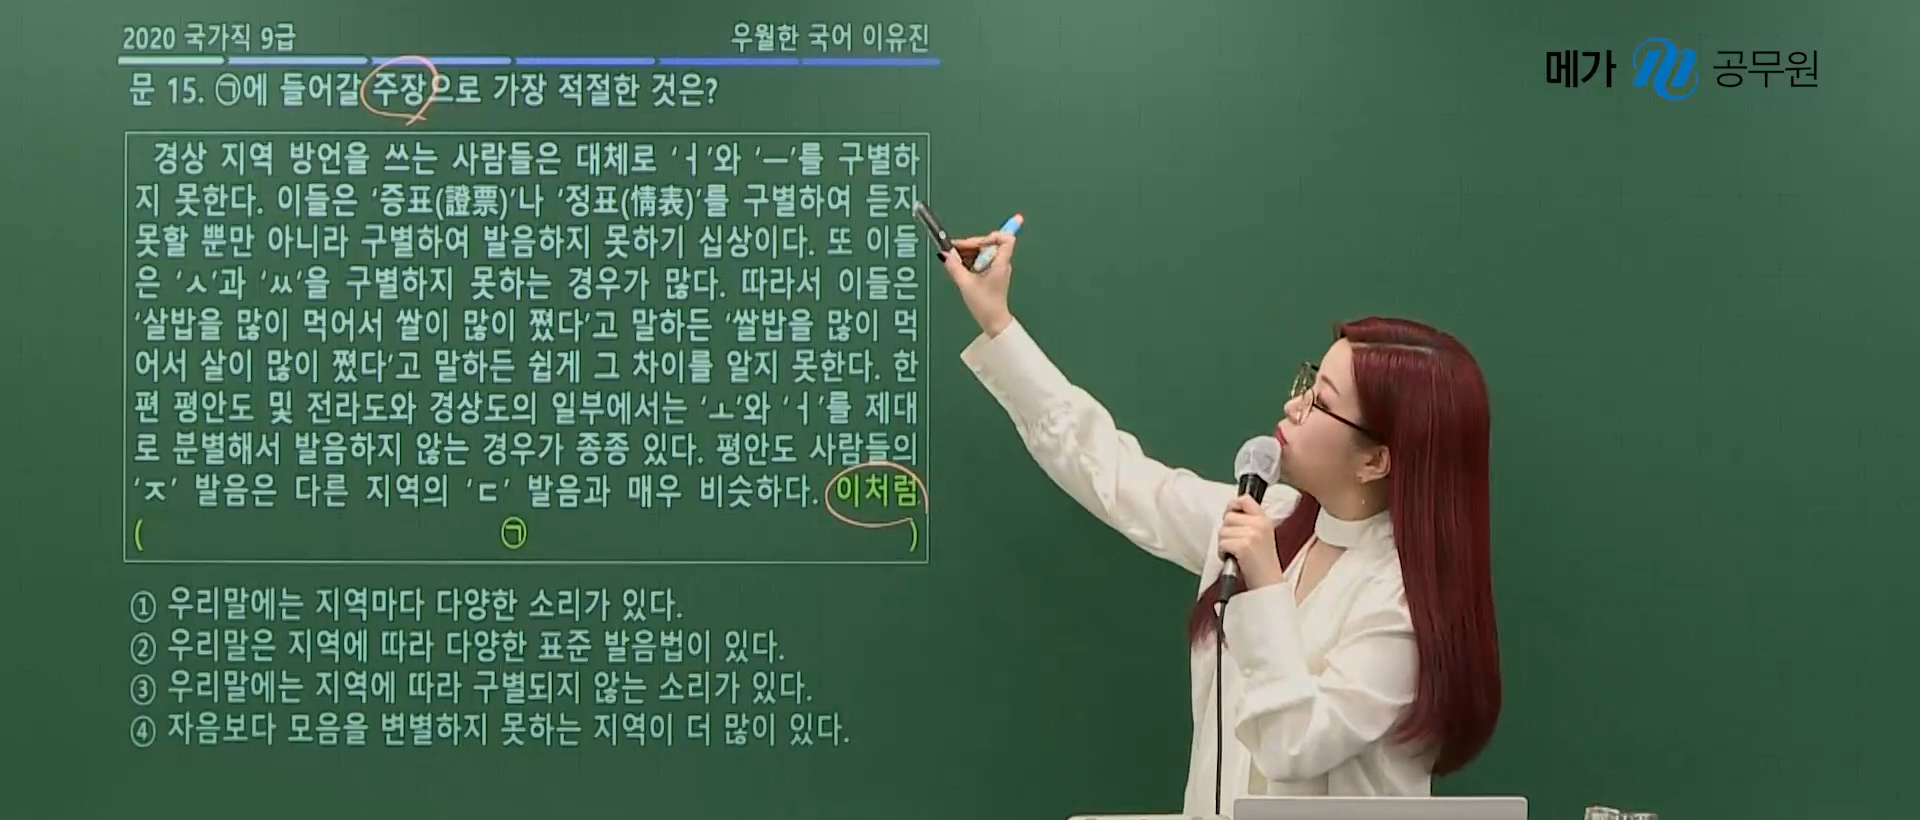 2020 국가직 9급
우월한 국어 이유진
메가 공무원
문 15. ㉠에 들어갈 주장으로 가장 적절한 것은?
경상 지역 방언을 쓰는 사람들은 대체로 ‘ㅓ’와 ‘ㅡ’를 구별하
지 못한다. 이들은 ‘증표(證票)’나 ‘정표(情表)’를 구별하여 듣지
못할 뿐만 아니라 구별하여 발음하지 못하기 십상이다. 또 이들
은 ‘ㅅ’과 ‘ㅆ’을 구별하지 못하는 경우가 많다. 따라서 이들은
‘살밥을 많이 먹어서 쌀이 많이 쪘다’고 말하든 ‘쌀밥을 많이 먹
어서 살이 많이 쪘다’고 말하든 쉽게 그 차이를 알지 못한다. 한
편 평안도 및 전라도와 경상도의 일부에서는 ‘ㅗ’와 ‘ㅓ’를 제대
로 분별해서 발음하지 않는 경우가 종종 있다. 평안도 사람들의
‘ㅈ’ 발음은 다른 지역의 ‘ㄷ’ 발음과 매우 비슷하다. 이처럼
( ㉠ )
① 우리말에는 지역마다 다양한 소리가 있다.
② 우리말은 지역에 따라 다양한 표준 발음법이 있다.
③ 우리말에는 지역에 따라 구별되지 않는 소리가 있다.
④ 자음보다 모음을 변별하지 못하는 지역이 더 많이 있다.